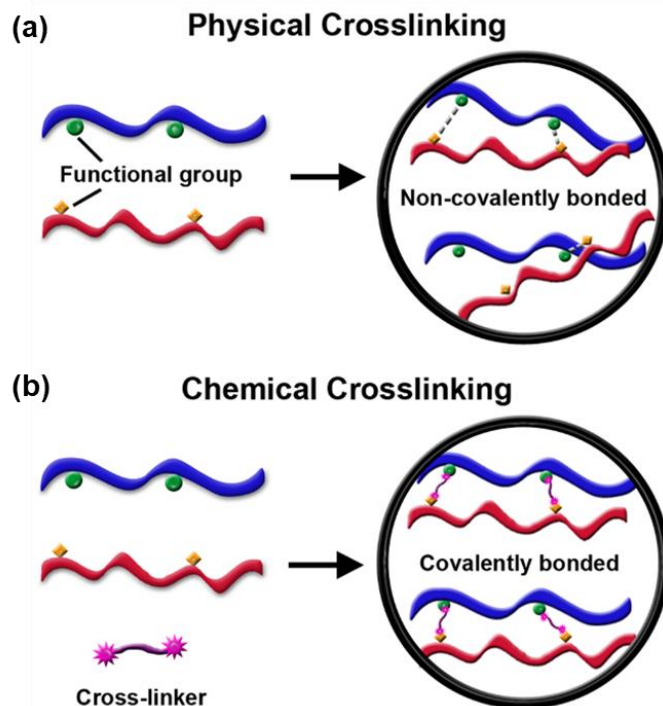 (a)
Physical Crosslinking
Functional group
Non-covalently bonded
(b)
Chemical Crosslinking
Covalently bonded
Cross-linker